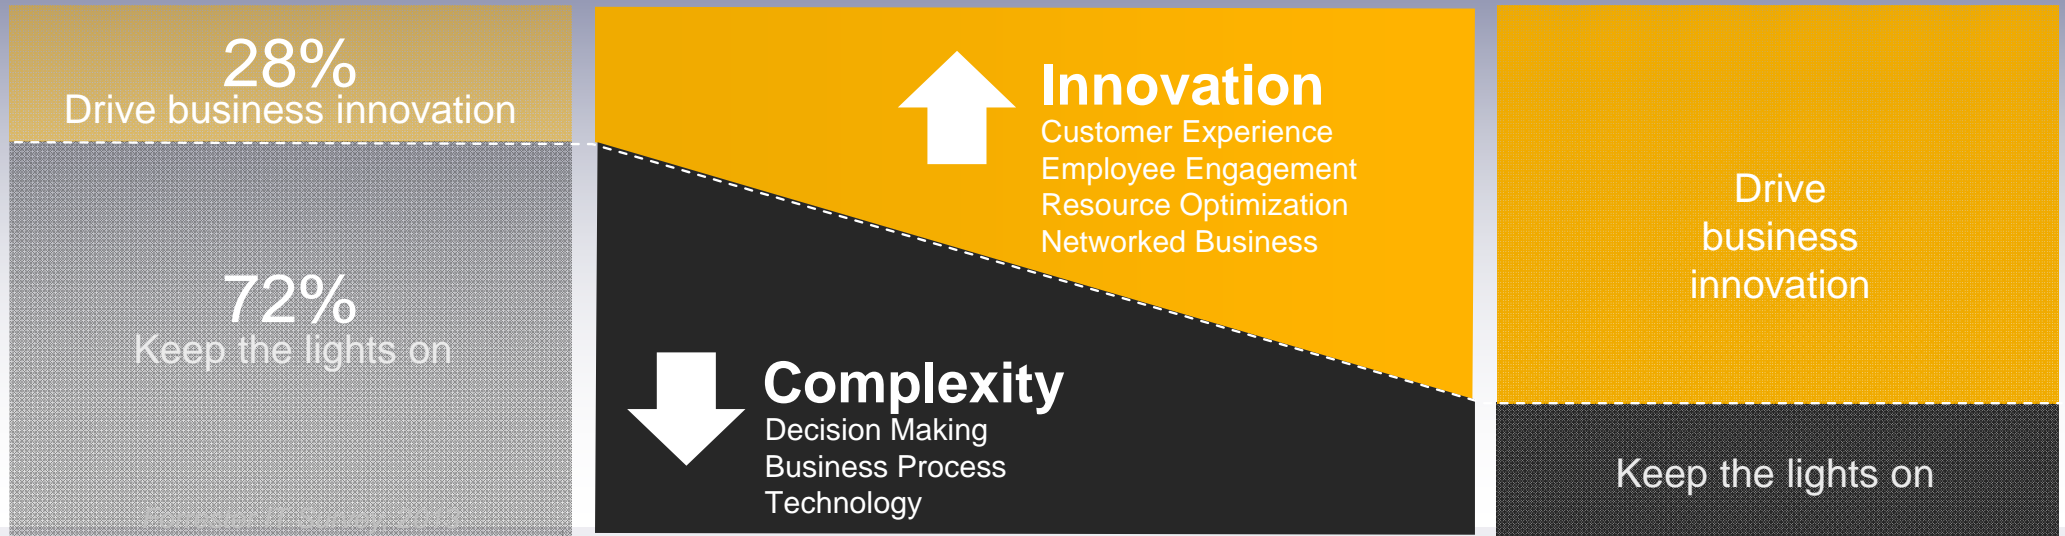 28%
Drive business innovation
72%
Keep the lights on
Innovation
Customer Experience
Employee Engagement
Resource Optimization
Networked Business
Complexity
Decision Making
Business Process
Technology
Drive
business
innovation
Keep the lights on